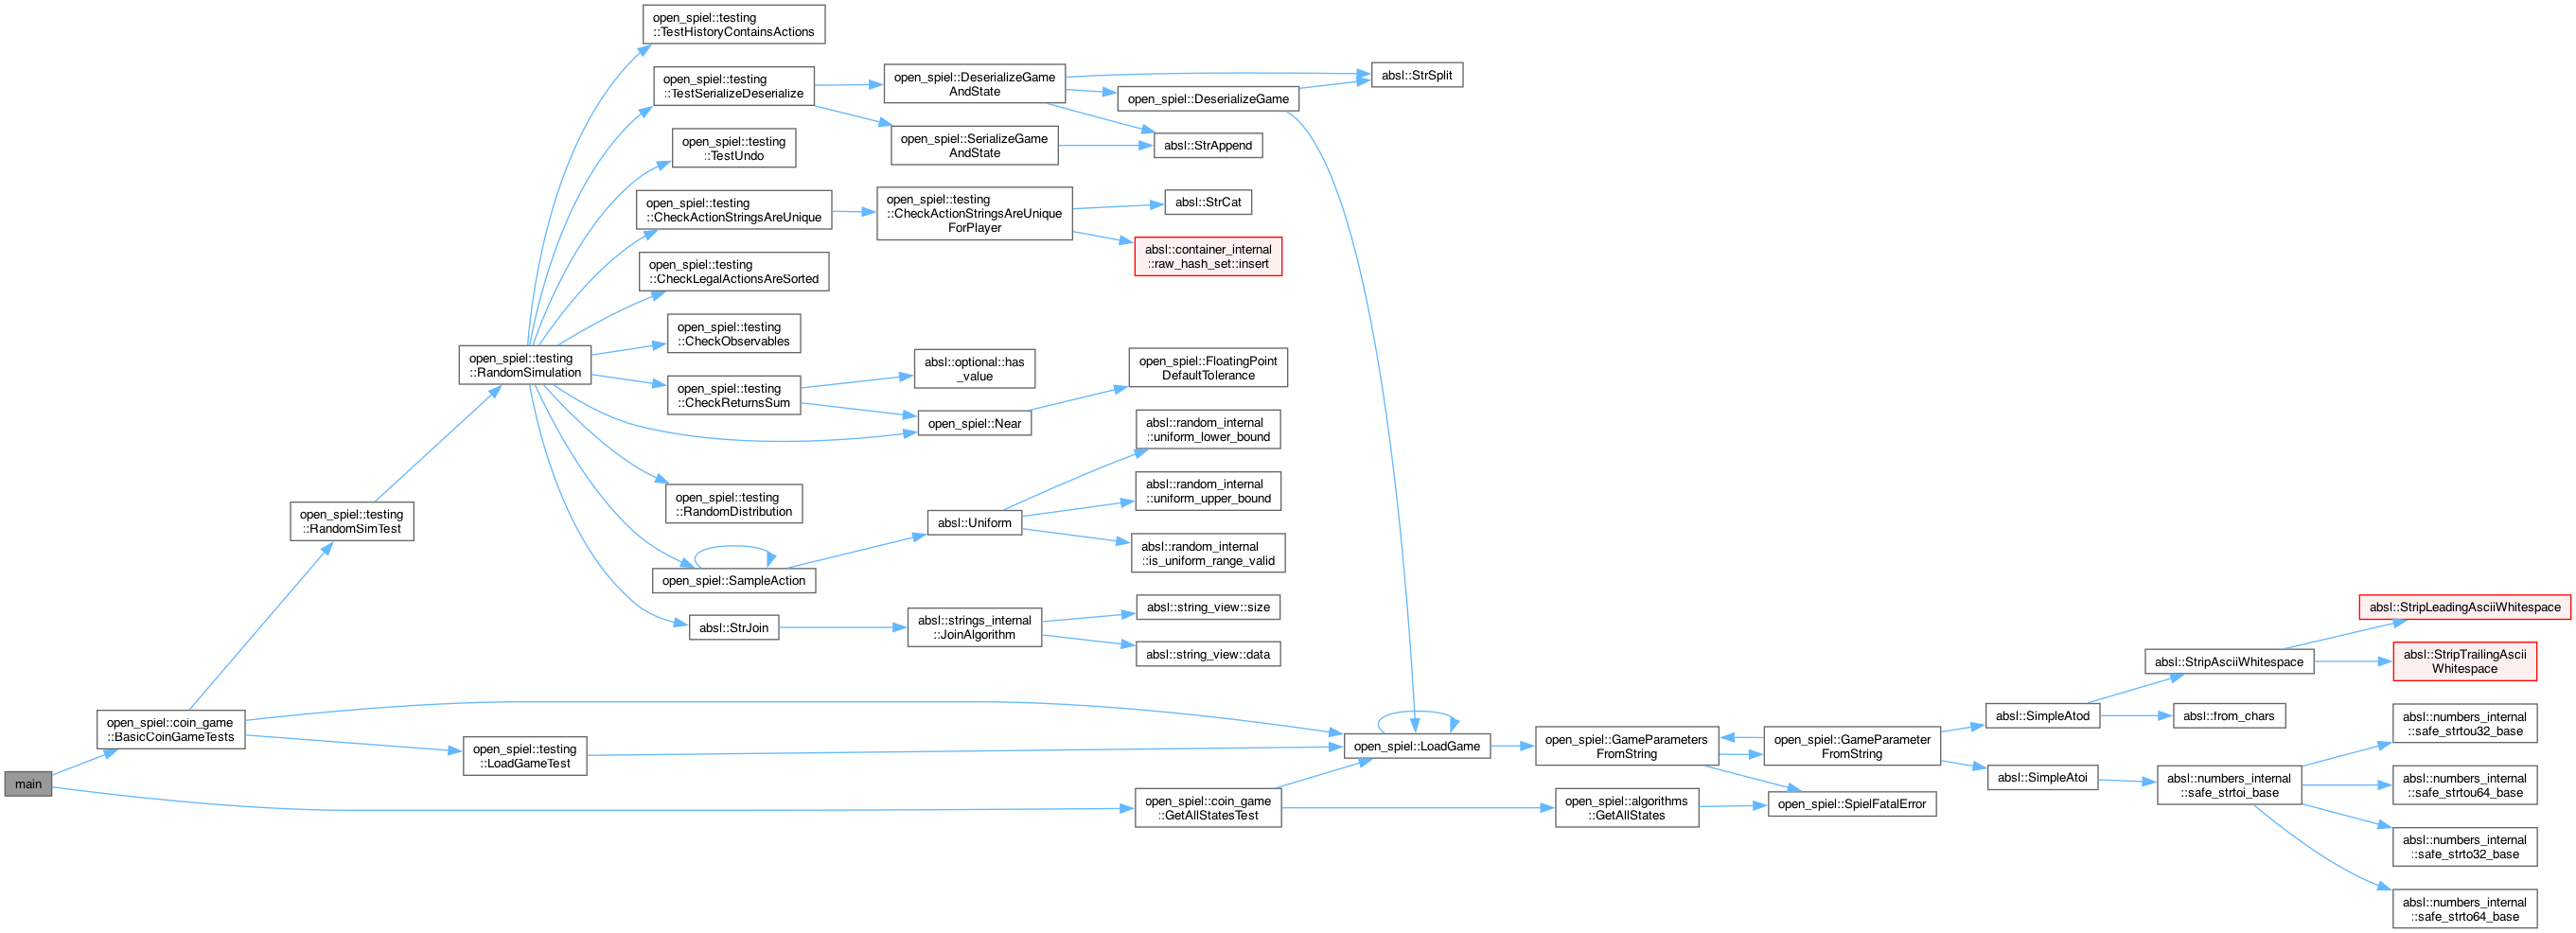 open_spiel::testing
::TestHistoryContainsActions
open_spiel::testing
::TestSerializeDeserialize
open_spiel::DeserializeGame
AndState
absl::StrSplit
open_spiel::DeserializeGame
open_spiel::testing
::TestUndo
open_spiel::SerializeGame
AndState
absl::StrAppend
open_spiel::testing
::CheckActionStringsAreUnique
open_spiel::testing
::CheckActionStringsAreUnique
ForPlayer
absl::StrCat
absl::container_internal
::raw_hash_set::insert
open_spiel::testing
::CheckLegalActionsAreSorted
open_spiel::testing
::CheckObservables
open_spiel::testing
::RandomSimulation
absl::optional::has
_value
open_spiel::FloatingPoint
DefaultTolerance
open_spiel::testing
::CheckReturnsSum
open_spiel::Near
absl::random_internal
::uniform_lower_bound
open_spiel::testing
::RandomDistribution
absl::random_internal
::uniform_upper_bound
open_spiel::testing
::RandomSimTest
absl::Uniform
absl::random_internal
::is_uniform_range_valid
open_spiel::SampleAction
absl::strings_internal
::JoinAlgorithm
absl::string_view::size
absl::StrJoin
absl::string_view::data
absl::StripLeadingAsciiWhitespace
absl::StripAsciiWhitespace
absl::StripTrailingAscii
Whitespace
open_spiel::coin_game
::BasicCoinGameTests
open_spiel::testing
::LoadGameTest
open_spiel::LoadGame
open_spiel::GameParameters
FromString
open_spiel::GameParameter
FromString
absl::SimpleAtod
absl::from_chars
absl::numbers_internal
::safe_strtou32_base
main
absl::SimpleAtoi
absl::numbers_internal
::safe_strtoi_base
absl::numbers_internal
::safe_strtou64_base
open_spiel::coin_game
::GetAllStatesTest
open_spiel::algorithms
::GetAllStates
open_spiel::SpielFatalError
absl::numbers_internal
::safe_strto32_base
absl::numbers_internal
::safe_strto64_base